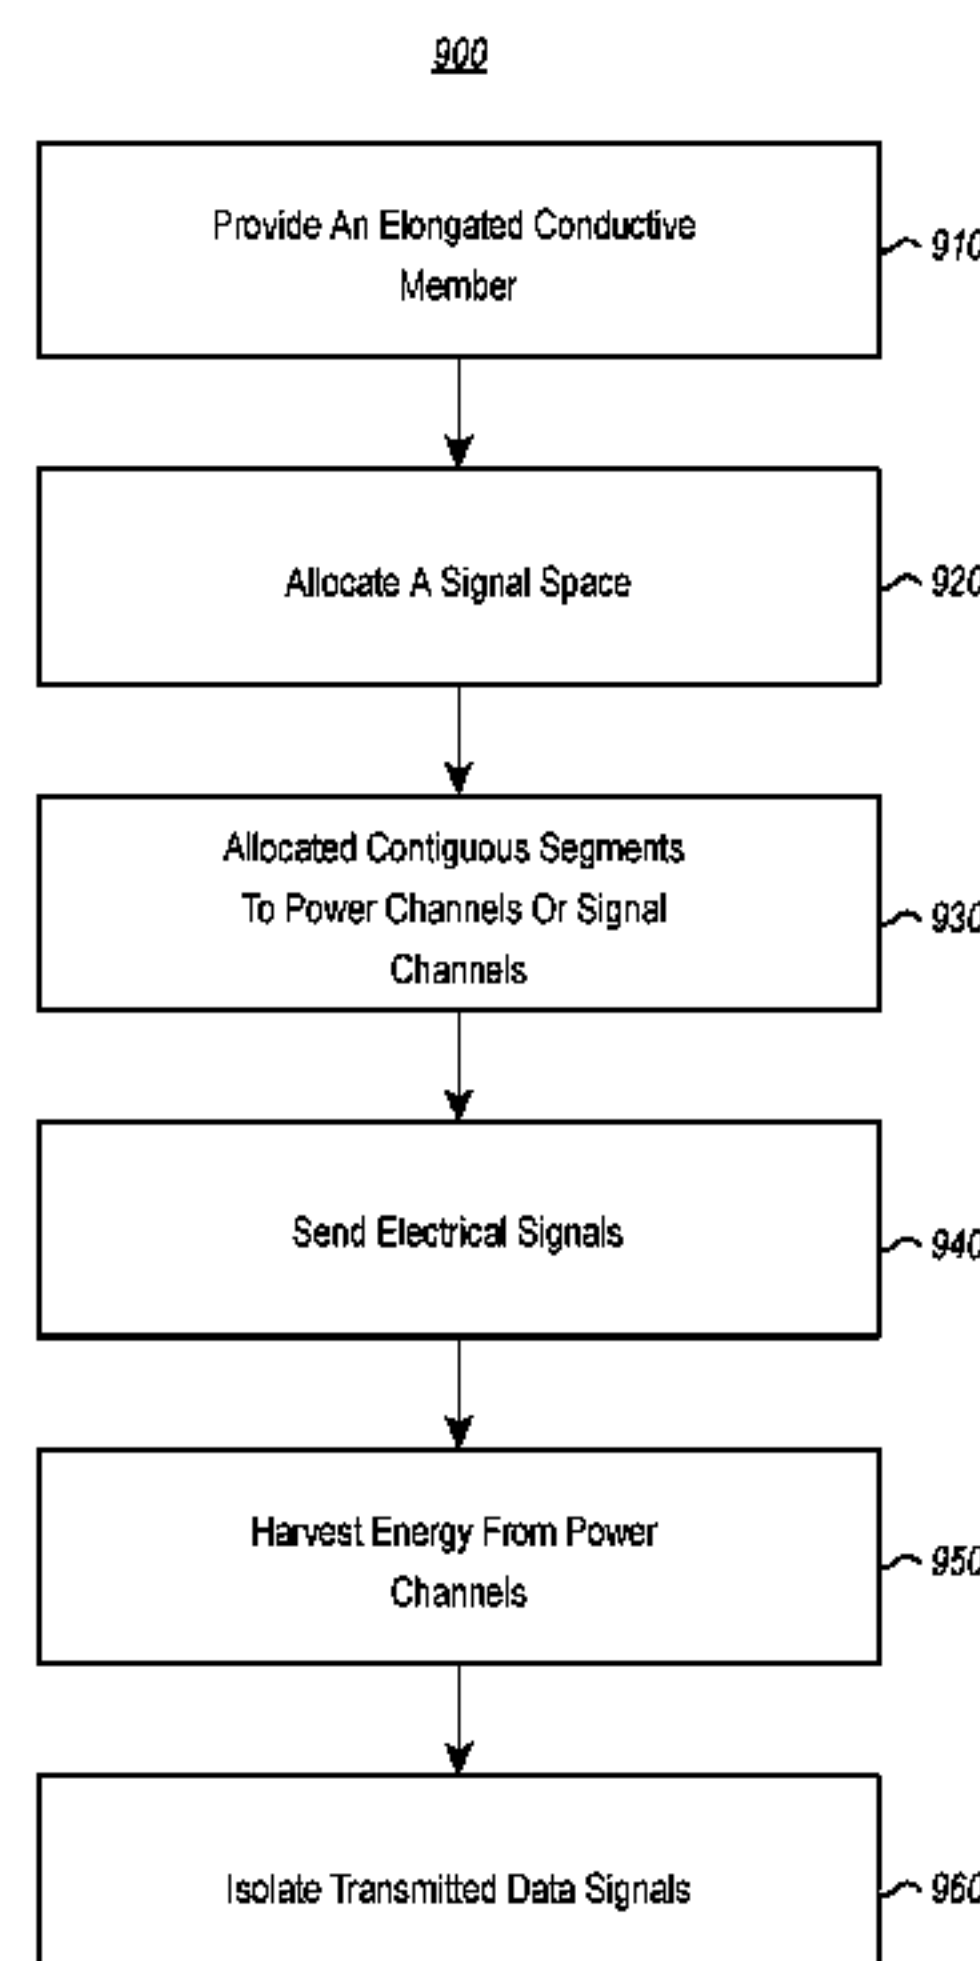 900
Provide An Elongated Conductive
Member
910
Allocate A Signal Space
920
Allocated Contiguous Segments
To Power Channels Or Signal
Channels
930
Send Electrical Signals
940
Harvest Energy From Power
Channels
950
Isolate Transmitted Data Signals
960